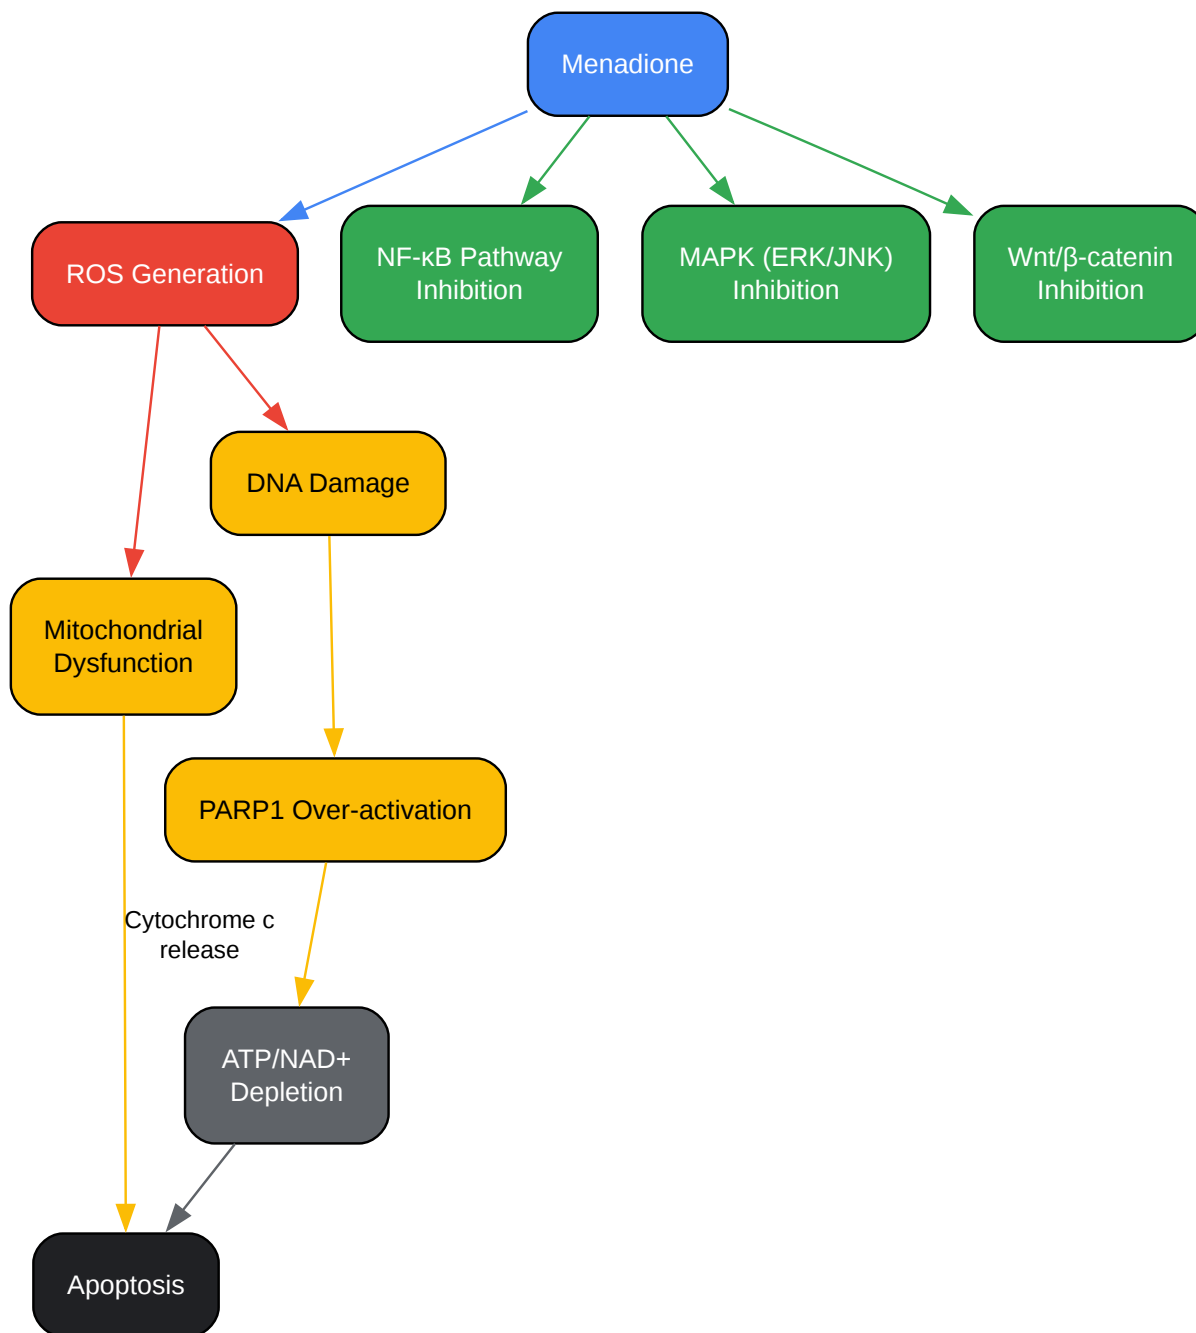 Menadione
ROS Generation
NF-κB Pathway
Inhibition
MAPK (ERK/JNK)
Inhibition
Wnt/β-catenin
Inhibition
DNA Damage
Mitochondrial
Dysfunction
PARP1 Over-activation
Cytochrome c
release
ATP/NAD+
Depletion
Apoptosis